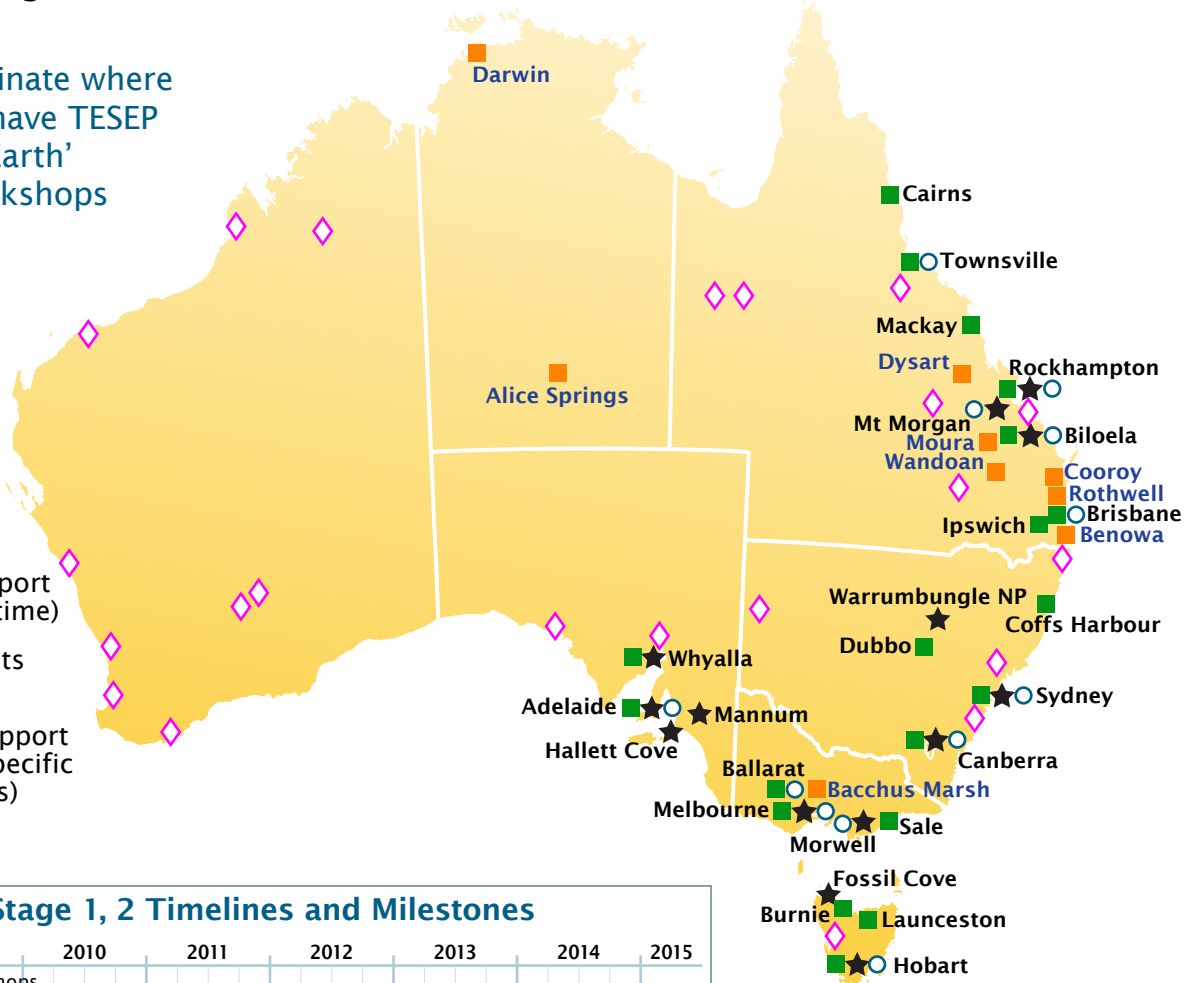 inate where
have TESEP
Earth’
kshops
port
time)
ts
pport
pecific
s)
Darwin
Cairns
Townsville
Mackay
Dysart
Rockhampton
Alice Springs
Mt Morgan
Moura
Biloela
Wandoan
Cooroy
Rothwell
Brisbane
Ipswich
Benowa
Warrumbungle NP
Coffs Harbour
Dubbo
Whyalla
Sydney
Adelaide
Mannum
Hallett Cove
Canberra
Ballarat
Bacchus Marsh
Melbourne
Sale
Morwell
Fossil Cove
Burnie
Launceston
Hobart
Stage 1, 2 Timelines and Milestones
2010 2011 2012 2013 2014 2015